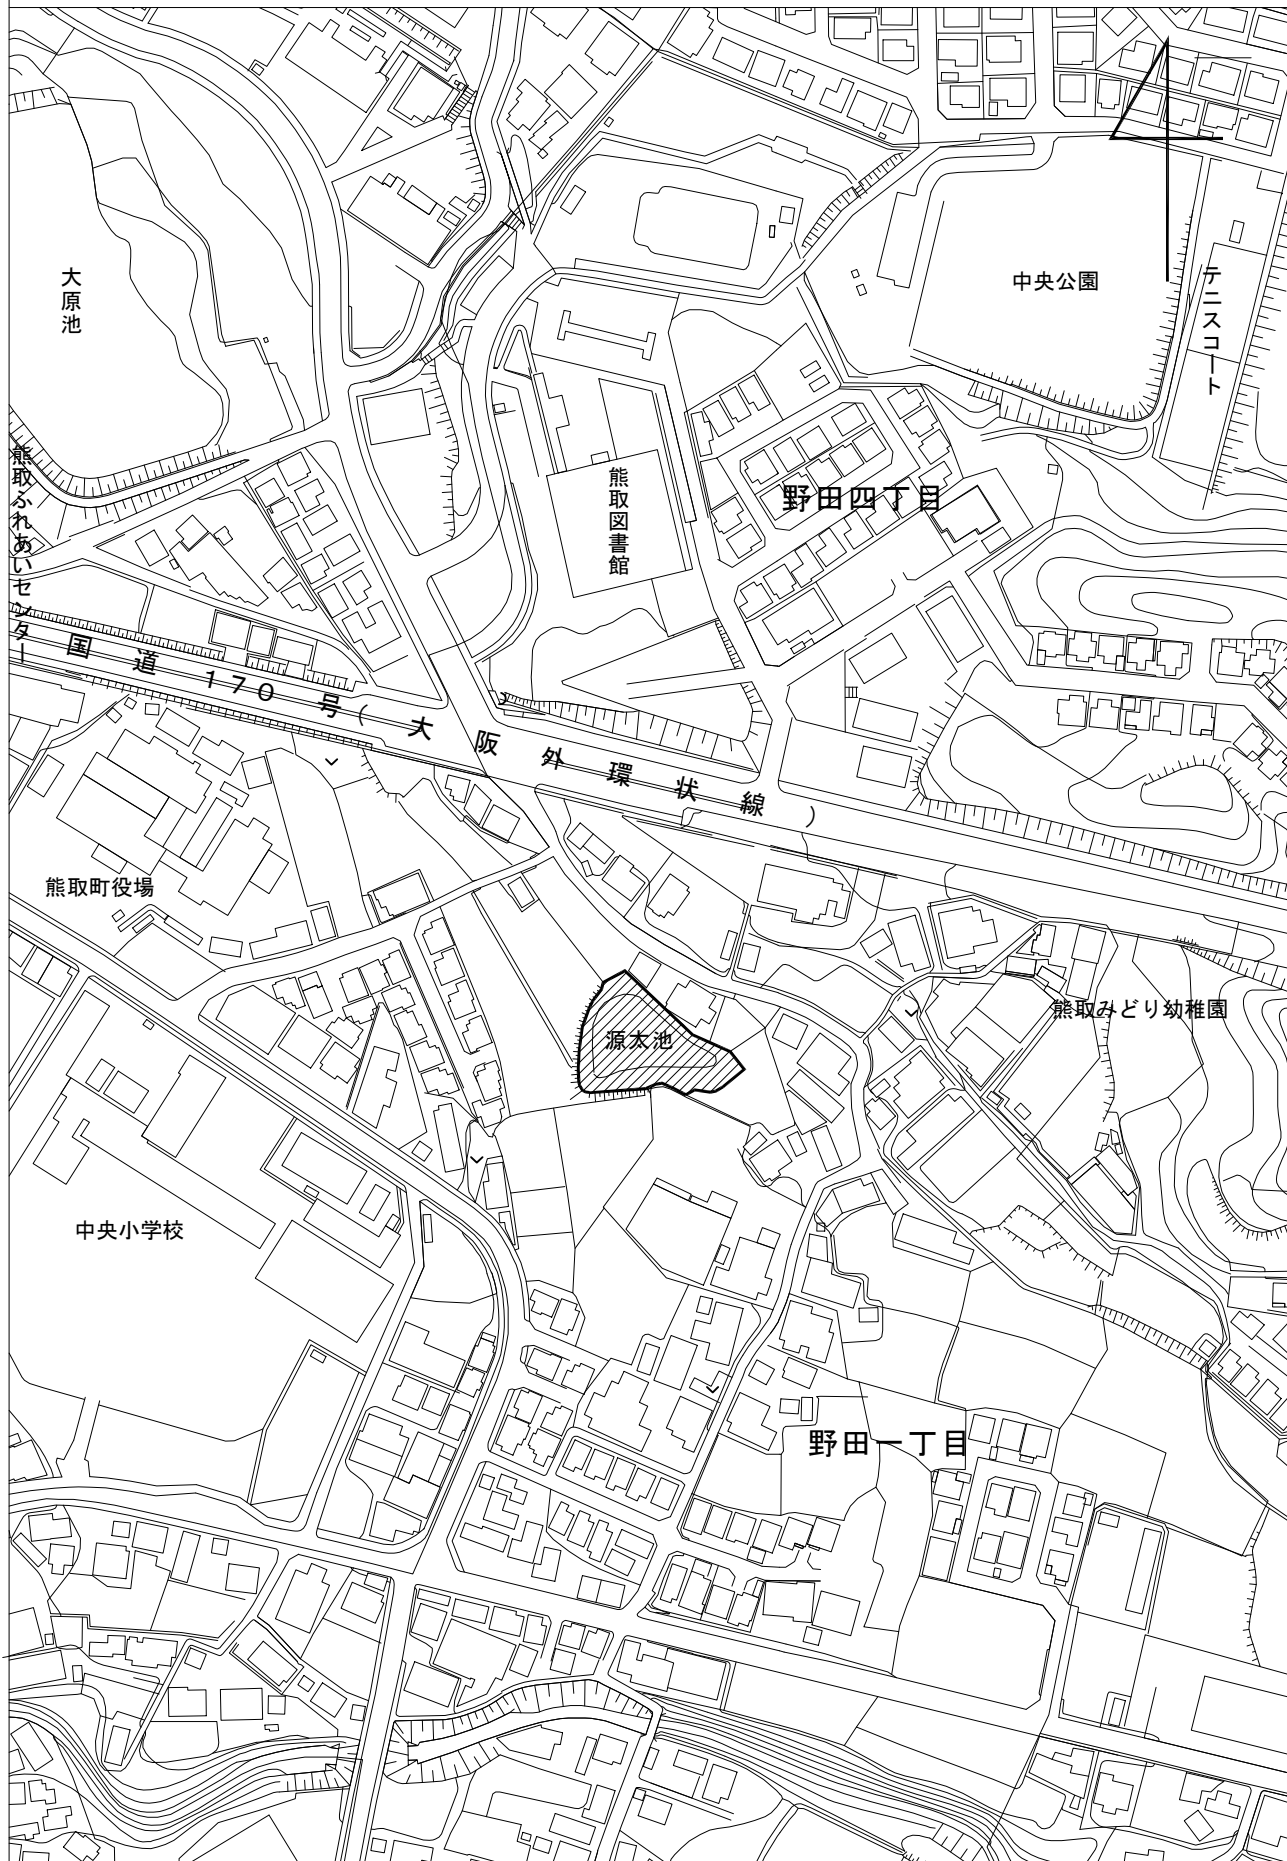 大原池
中央公園
テニスコート
熊取ふれあいセンター
熊取図書館
野田四丁目
国道170号(大阪外環状線)
熊取町役場
熊取みどり幼稚園
源太池
中央小学校
野田一丁目